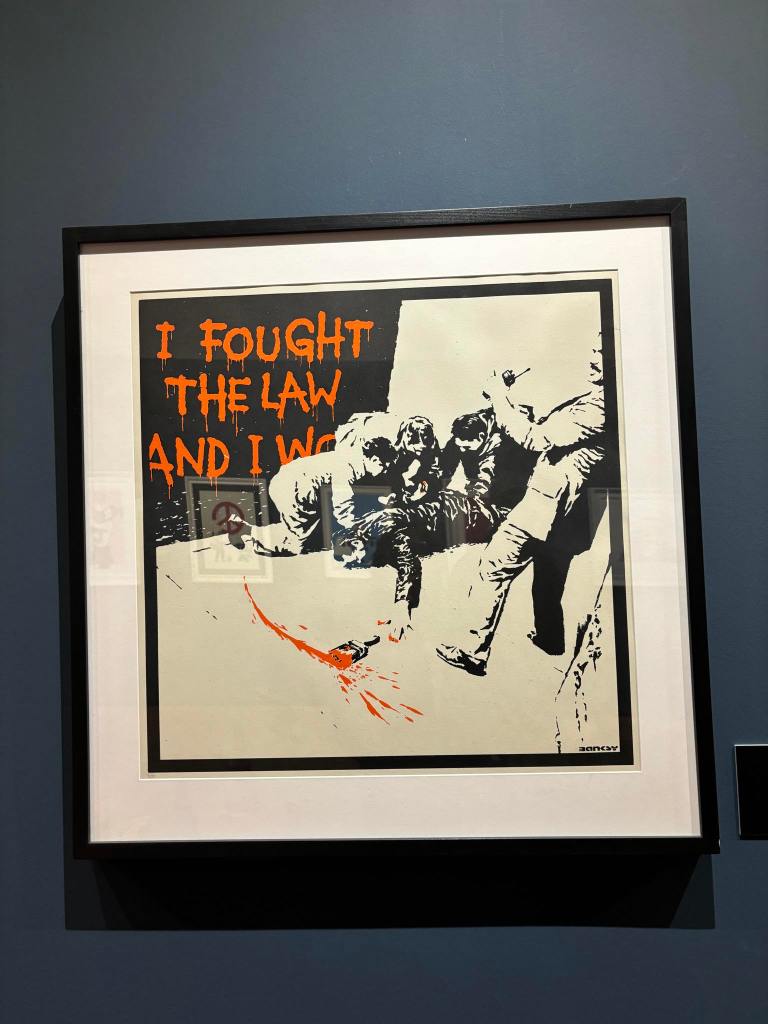 I FOUGHT
THE LAW
AND I WO
BANKSY